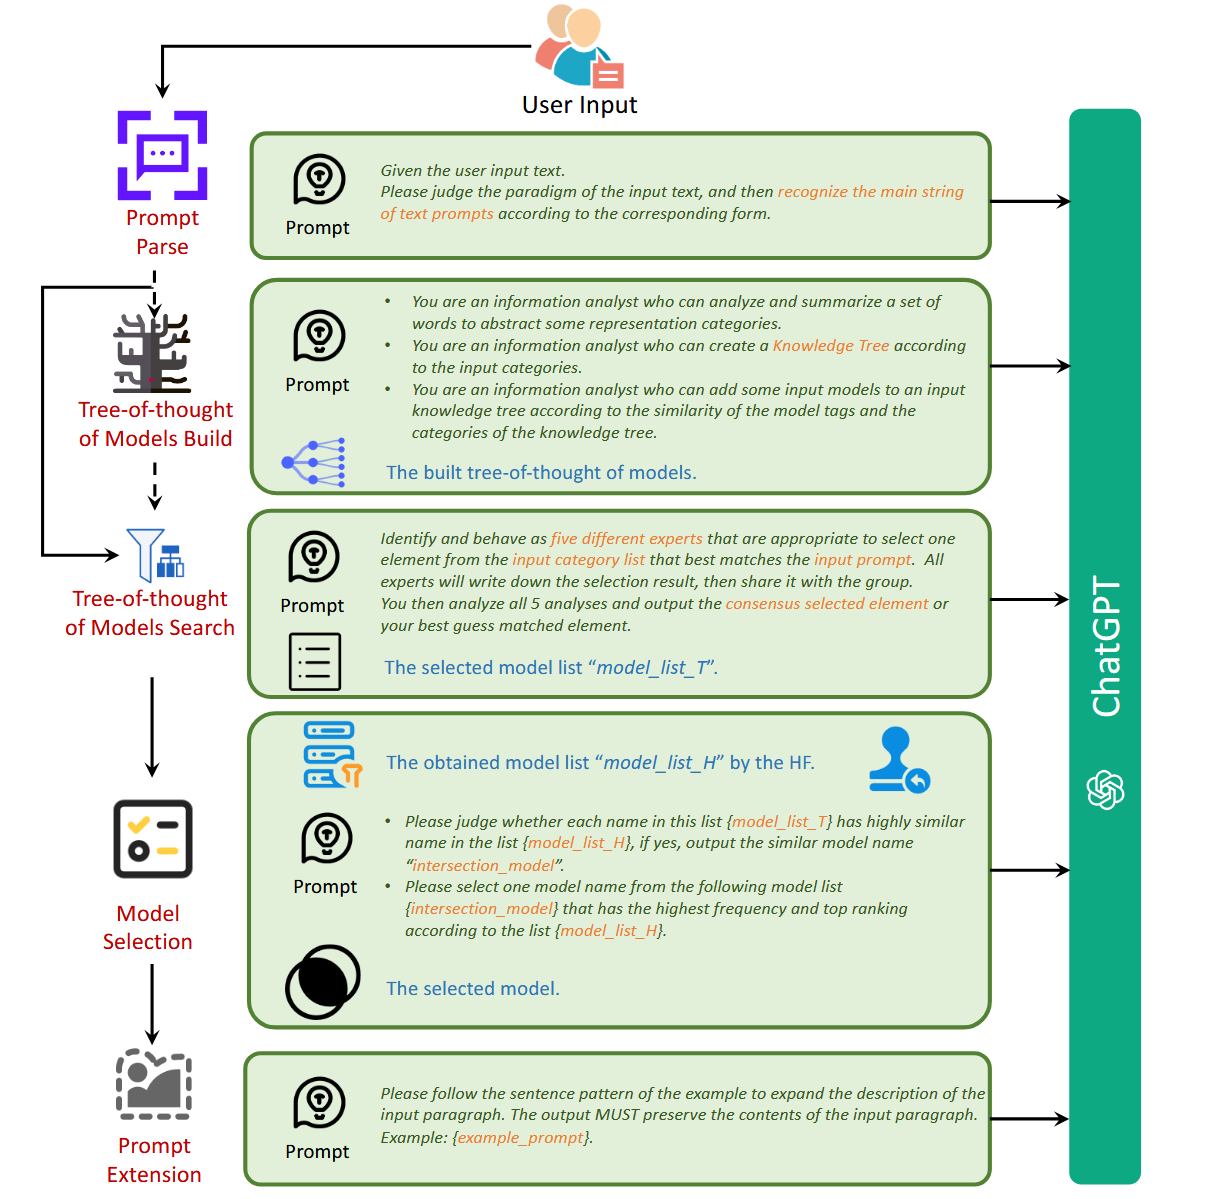 User Input
Prompt
Parse
Given the user input text.
Please judge the paradigm of the input text, and then recognize the main string
of text prompts according to the corresponding form.
Prompt
Tree-of-thought
of Models Build
• You are an information analyst who can analyze and summarize a set of
words to abstract some representation categories.
• You are an information analyst who can create a Knowledge Tree according
to the input categories.
• You are an information analyst who can add some input models to an input
knowledge tree according to the similarity of the model tags and the
categories of the knowledge tree.
Prompt
The built tree-of-thought of models.
Tree-of-thought
of Models Search
Identify and behave as five different experts that are appropriate to select one
element from the input category list that best matches the input prompt. All
experts will write down the selection result, then share it with the group.
You then analyze all 5 analyses and output the consensus selected element or
your best guess matched element.
Prompt
The selected model list “model_list_T”.
Model
Selection
The obtained model list “model_list_H” by the HF.
• Please judge whether each name in this list {model_list_T} has highly similar
name in the list {model_list_H}, if yes, output the similar model name
“intersection_model”.
• Please select one model name from the following model list
{intersection_model} that has the highest frequency and top ranking
according to the list {model_list_H}.
Prompt
The selected model.
Prompt
Extension
Please follow the sentence pattern of the example to expand the description of the
input paragraph. The output MUST preserve the contents of the input paragraph.
Example: {example_prompt}.
Prompt
ChatGPT